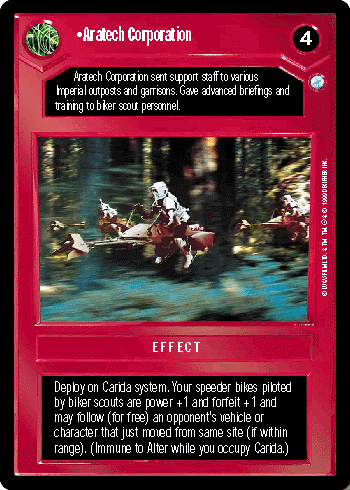 •Aratech Corporation
4
Aratech Corporation sent support staff to various
Imperial outposts and garrisons. Gave advanced briefings and
training to biker scout personnel.
EFFECT
Deploy on Carida system. Your speeder bikes piloted
by biker scouts are power +1 and forfeit +1 and
may follow (for free) an opponent's vehicle or
character that just moved from same site (if within
range). (Immune to Alter while you occupy Carida.)